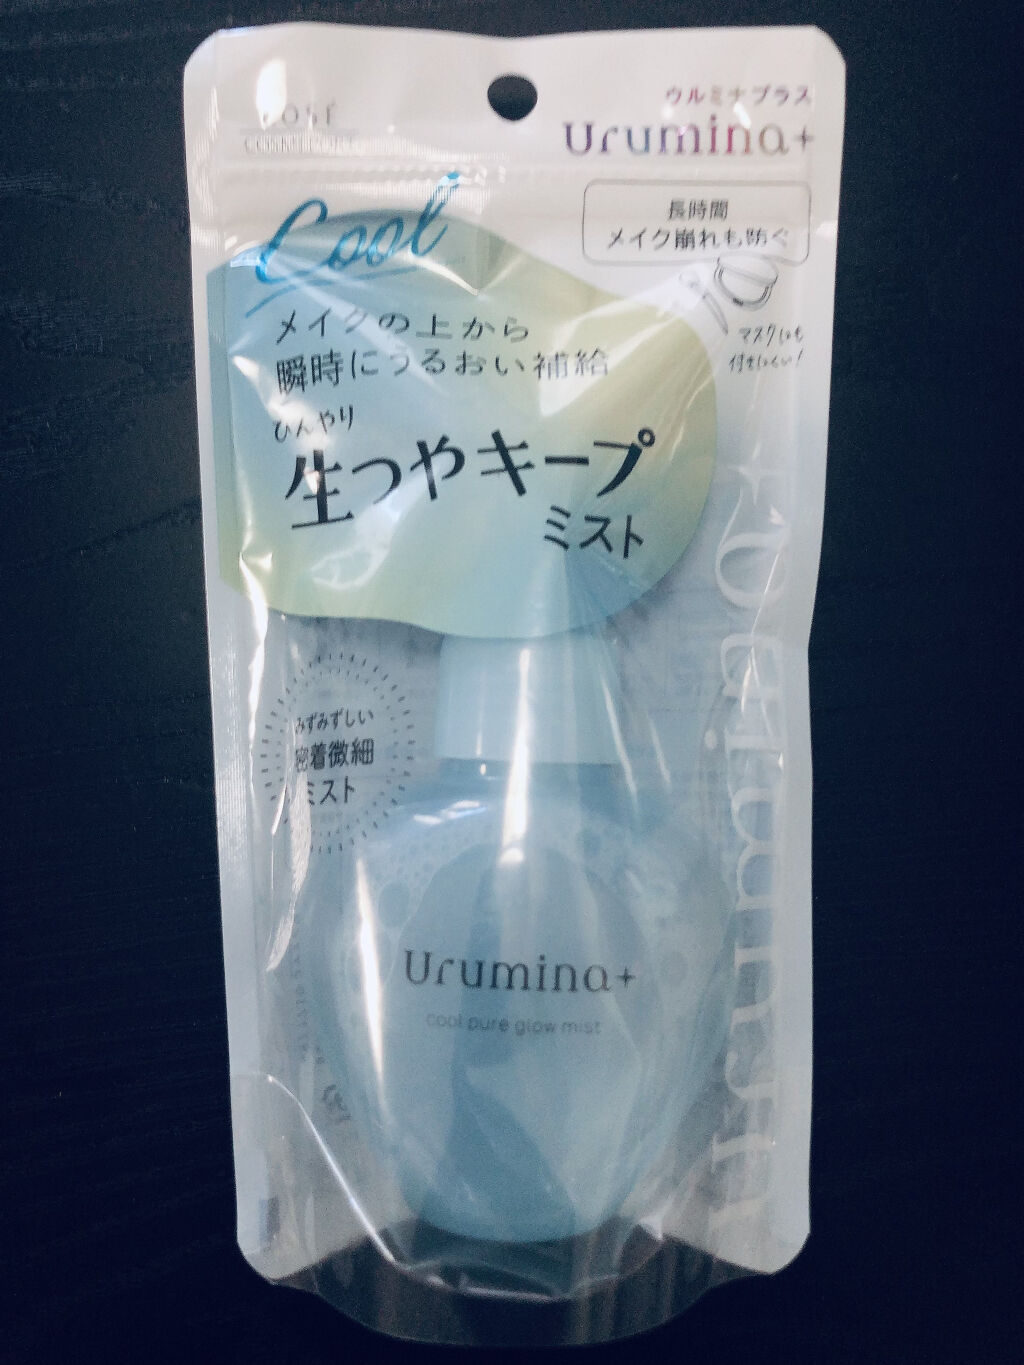 KOSÉ
ウルミナプラス
Urumina+
Cool
長時間
メイク崩れも防ぐ
マスクにも
付きにくい!
メイクの上から
瞬時にうるおい補給
ひんやり
生つやキープ
ミスト
みずみずしい
密着微細
ミスト
Urumina+
cool pure glow mist
Urumina+